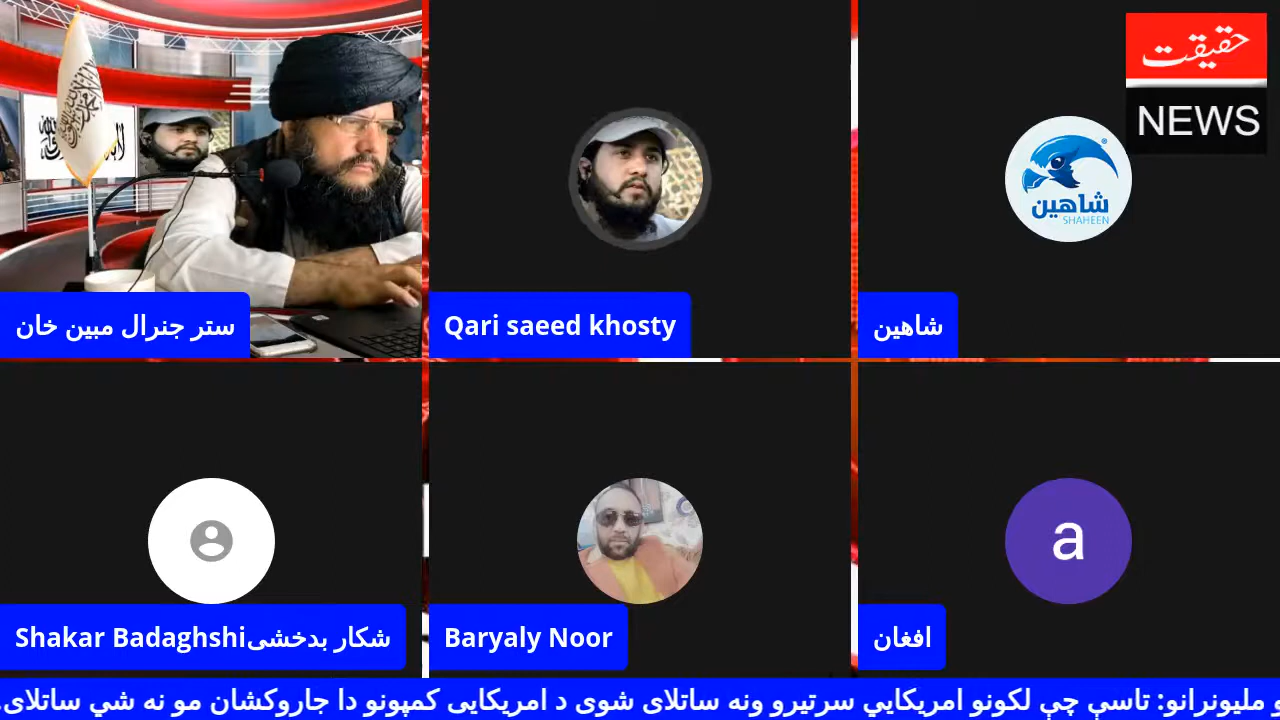 حقیقت
NEWS
شاهين
SHAHEEN
ستر جنرال مبین خان
Qari saeed khosty
شاهین
Shakar Badaghshiشکار بدخشی
Baryaly Noor
a
افغان
و ملیونرانو: تاسې چې لکونو امریکایي سرتیرو ونه ساتلای شوی د امریکایی کمپونو دا جاروکشان مو نه شي ساتلای.